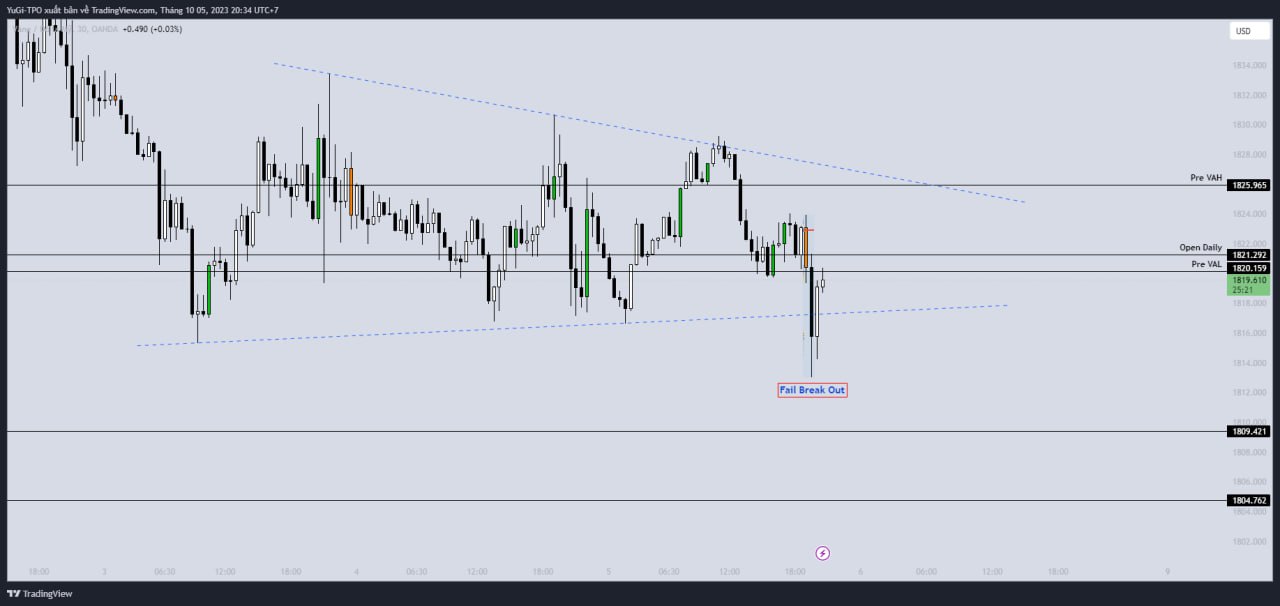 YuGi-TPO xuất bản về TradingView.com, Tháng 10 05, 2023 20:34 UTC+7
30, OANDA +0.490 (+0.03%)
USD
1834.000
1832.000
1830.000
1828.000
Pre VAH 1825.965
1824.000
1822.000
Open Daily 1821.292
Pre VAL 1820.159
1819.610
25:21
1818.000
1816.000
1814.000
Fail Break Out
1812.000
1810.000
1809.421
1808.000
1806.000
1804.762
1804.000
1802.000
18:00 3 06:30 12:00 18:00 4 06:30 12:00 18:00 5 06:30 12:00 18:00 6 06:00 12:00 18:00 9
TradingView